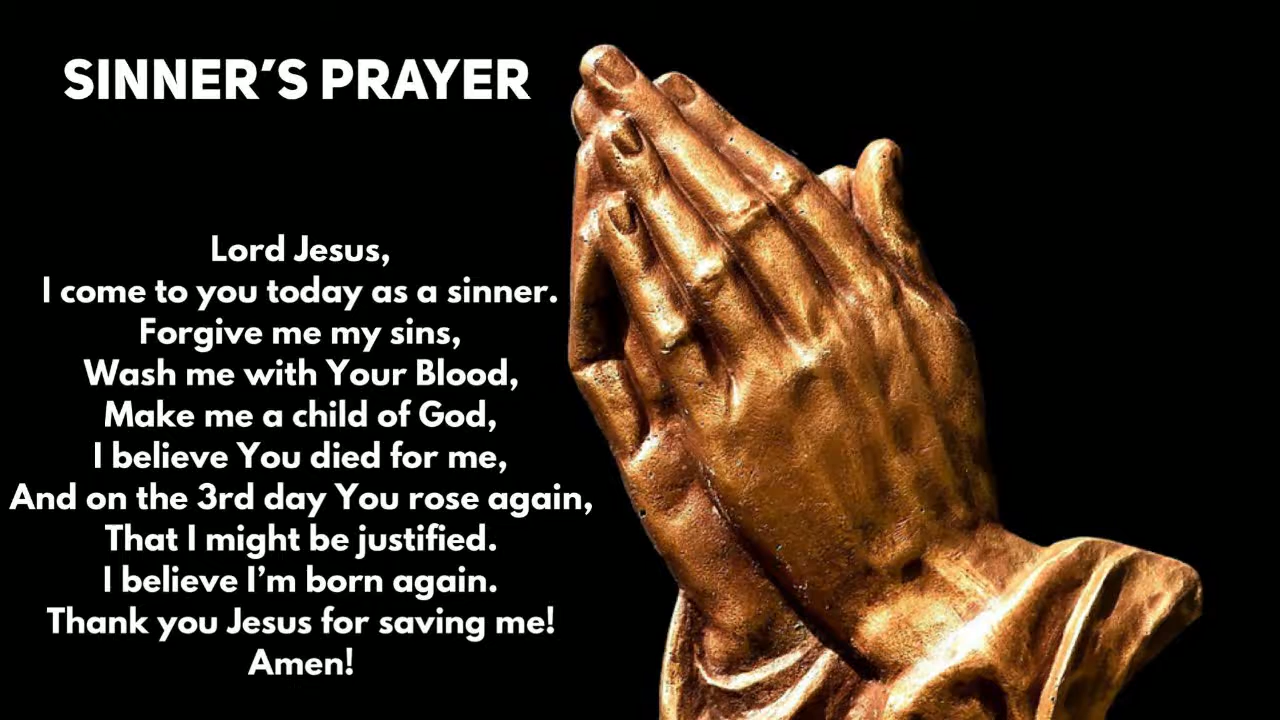 SINNER'S PRAYER
Lord Jesus,
I come to you today as a sinner.
Forgive me my sins,
Wash me with Your Blood,
Make me a child of God,
I believe You died for me,
And on the 3rd day You rose again,
That I might be justified.
I believe I'm born again.
Thank you Jesus for saving me!
Amen!